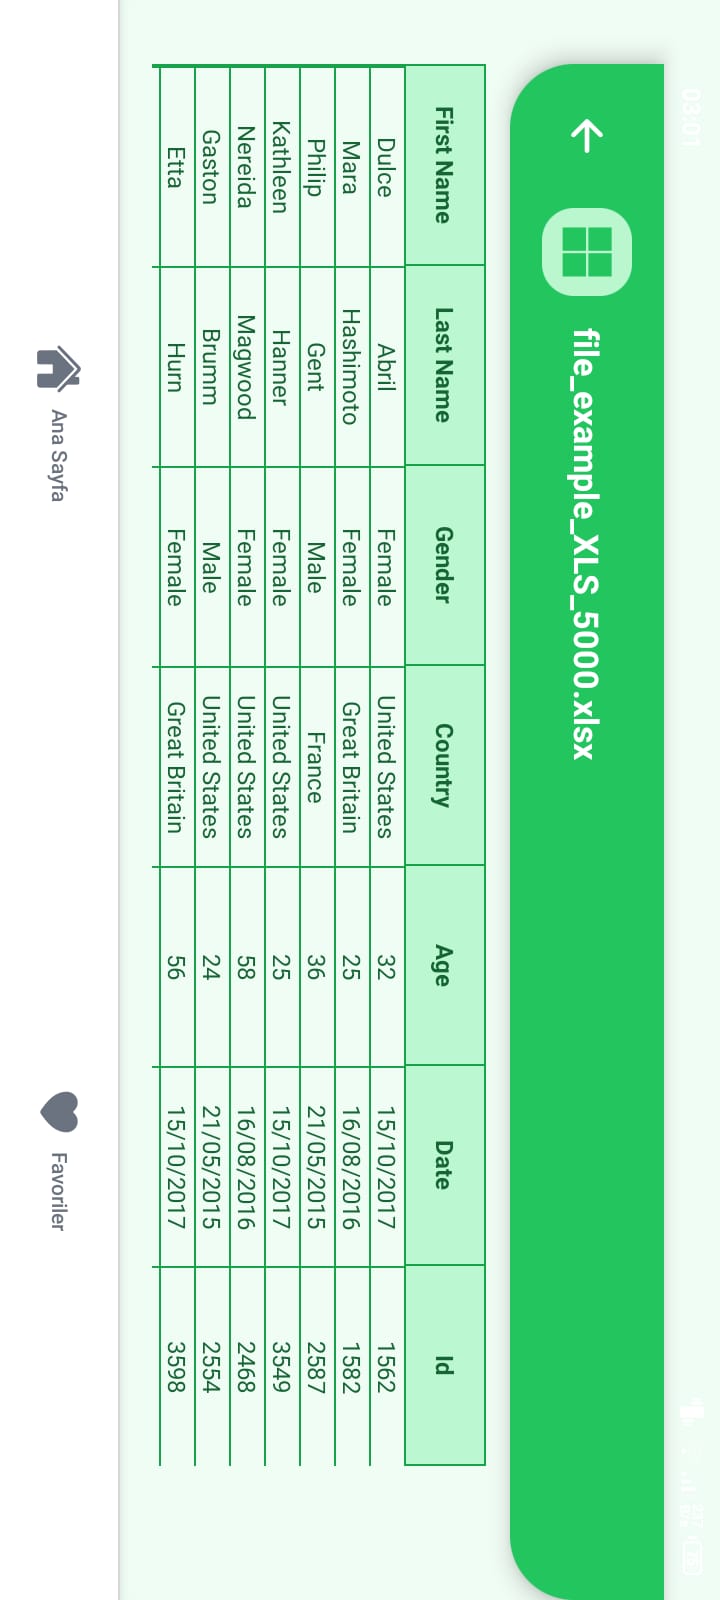 03:01
file_example_XLS_5000.xlsx
First Name Last Name Gender Country Age Date Id
Dulce Abril Female United States 32 15/10/2017 1562
Mara Hashimoto Female Great Britain 25 16/08/2016 1582
Philip Gent Male France 36 21/05/2015 2587
Kathleen Hanner Female United States 25 15/10/2017 3549
Nereida Magwood Female United States 58 16/08/2016 2468
Gaston Brumm Male United States 24 21/05/2015 2554
Etta Hurn Female Great Britain 56 15/10/2017 3598
Ana Sayfa Favoriler